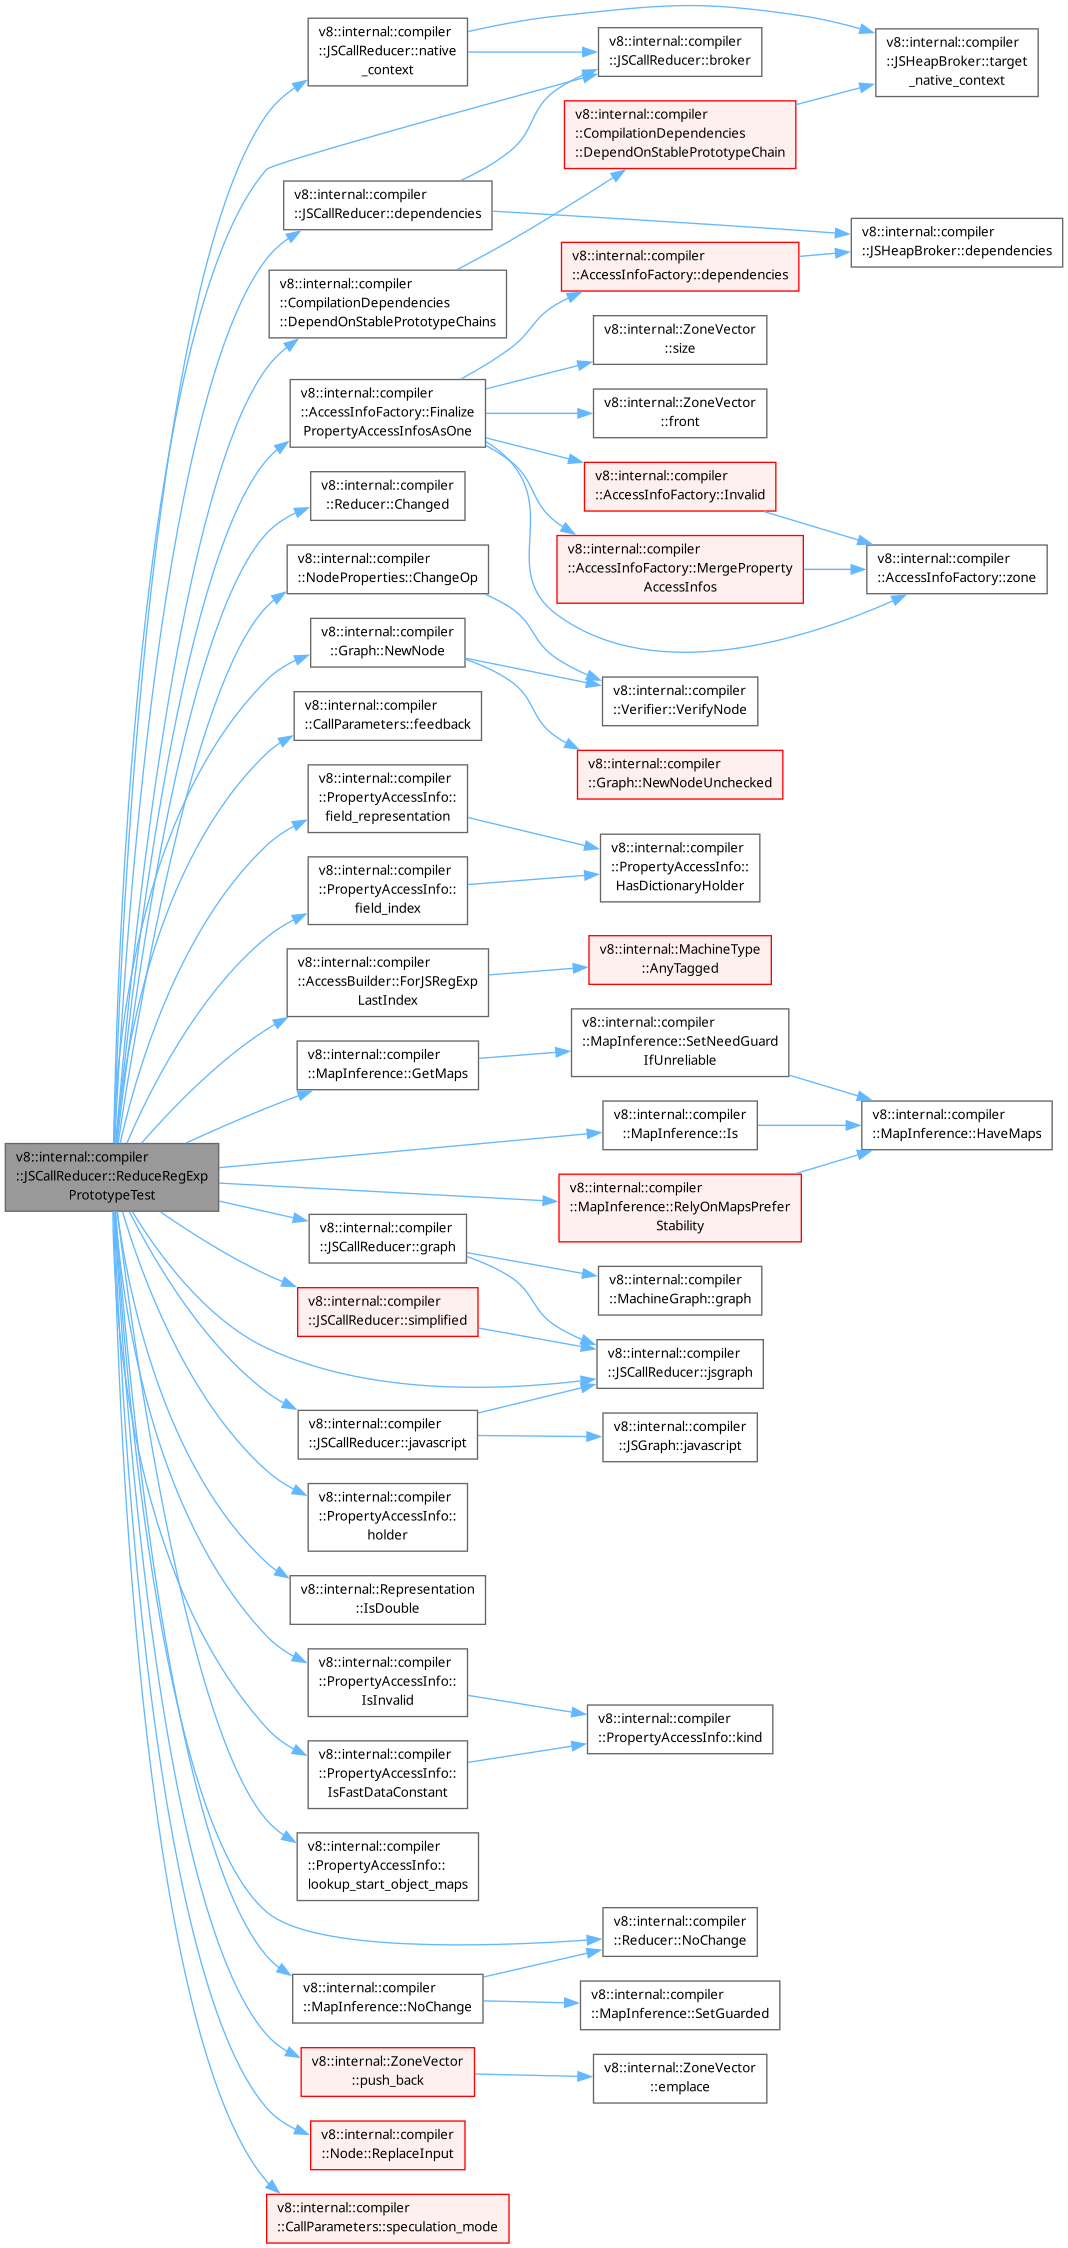 v8::internal::compiler
::JSCallReducer::native
_context
v8::internal::compiler
::JSCallReducer::broker
v8::internal::compiler
::JSHeapBroker::target
_native_context
v8::internal::compiler
::CompilationDependencies
::DependOnStablePrototypeChain
v8::internal::compiler
::JSCallReducer::dependencies
v8::internal::compiler
::JSHeapBroker::dependencies
v8::internal::compiler
::AccessInfoFactory::dependencies
v8::internal::compiler
::CompilationDependencies
::DependOnStablePrototypeChains
v8::internal::ZoneVector
::size
v8::internal::compiler
::AccessInfoFactory::Finalize
PropertyAccessInfosAsOne
v8::internal::ZoneVector
::front
v8::internal::compiler
::AccessInfoFactory::Invalid
v8::internal::compiler
::Reducer::Changed
v8::internal::compiler
::AccessInfoFactory::MergeProperty
AccessInfos
v8::internal::compiler
::AccessInfoFactory::zone
v8::internal::compiler
::NodeProperties::ChangeOp
v8::internal::compiler
::Graph::NewNode
v8::internal::compiler
::Verifier::VerifyNode
v8::internal::compiler
::CallParameters::feedback
v8::internal::compiler
::Graph::NewNodeUnchecked
v8::internal::compiler
::PropertyAccessInfo::
field_representation
v8::internal::compiler
::PropertyAccessInfo::
HasDictionaryHolder
v8::internal::compiler
::PropertyAccessInfo::
field_index
v8::internal::MachineType
::AnyTagged
v8::internal::compiler
::AccessBuilder::ForJSRegExp
LastIndex
v8::internal::compiler
::MapInference::SetNeedGuard
IfUnreliable
v8::internal::compiler
::MapInference::GetMaps
v8::internal::compiler
::MapInference::Is
v8::internal::compiler
::MapInference::HaveMaps
v8::internal::compiler
::JSCallReducer::ReduceRegExp
PrototypeTest
v8::internal::compiler
::MapInference::RelyOnMapsPrefer
Stability
v8::internal::compiler
::JSCallReducer::graph
v8::internal::compiler
::MachineGraph::graph
v8::internal::compiler
::JSCallReducer::simplified
v8::internal::compiler
::JSCallReducer::jsgraph
v8::internal::compiler
::JSCallReducer::javascript
v8::internal::compiler
::JSGraph::javascript
v8::internal::compiler
::PropertyAccessInfo::
holder
v8::internal::Representation
::IsDouble
v8::internal::compiler
::PropertyAccessInfo::
IsInvalid
v8::internal::compiler
::PropertyAccessInfo::kind
v8::internal::compiler
::PropertyAccessInfo::
IsFastDataConstant
v8::internal::compiler
::PropertyAccessInfo::
lookup_start_object_maps
v8::internal::compiler
::Reducer::NoChange
v8::internal::compiler
::MapInference::NoChange
v8::internal::compiler
::MapInference::SetGuarded
v8::internal::ZoneVector
::push_back
v8::internal::ZoneVector
::emplace
v8::internal::compiler
::Node::ReplaceInput
v8::internal::compiler
::CallParameters::speculation_mode